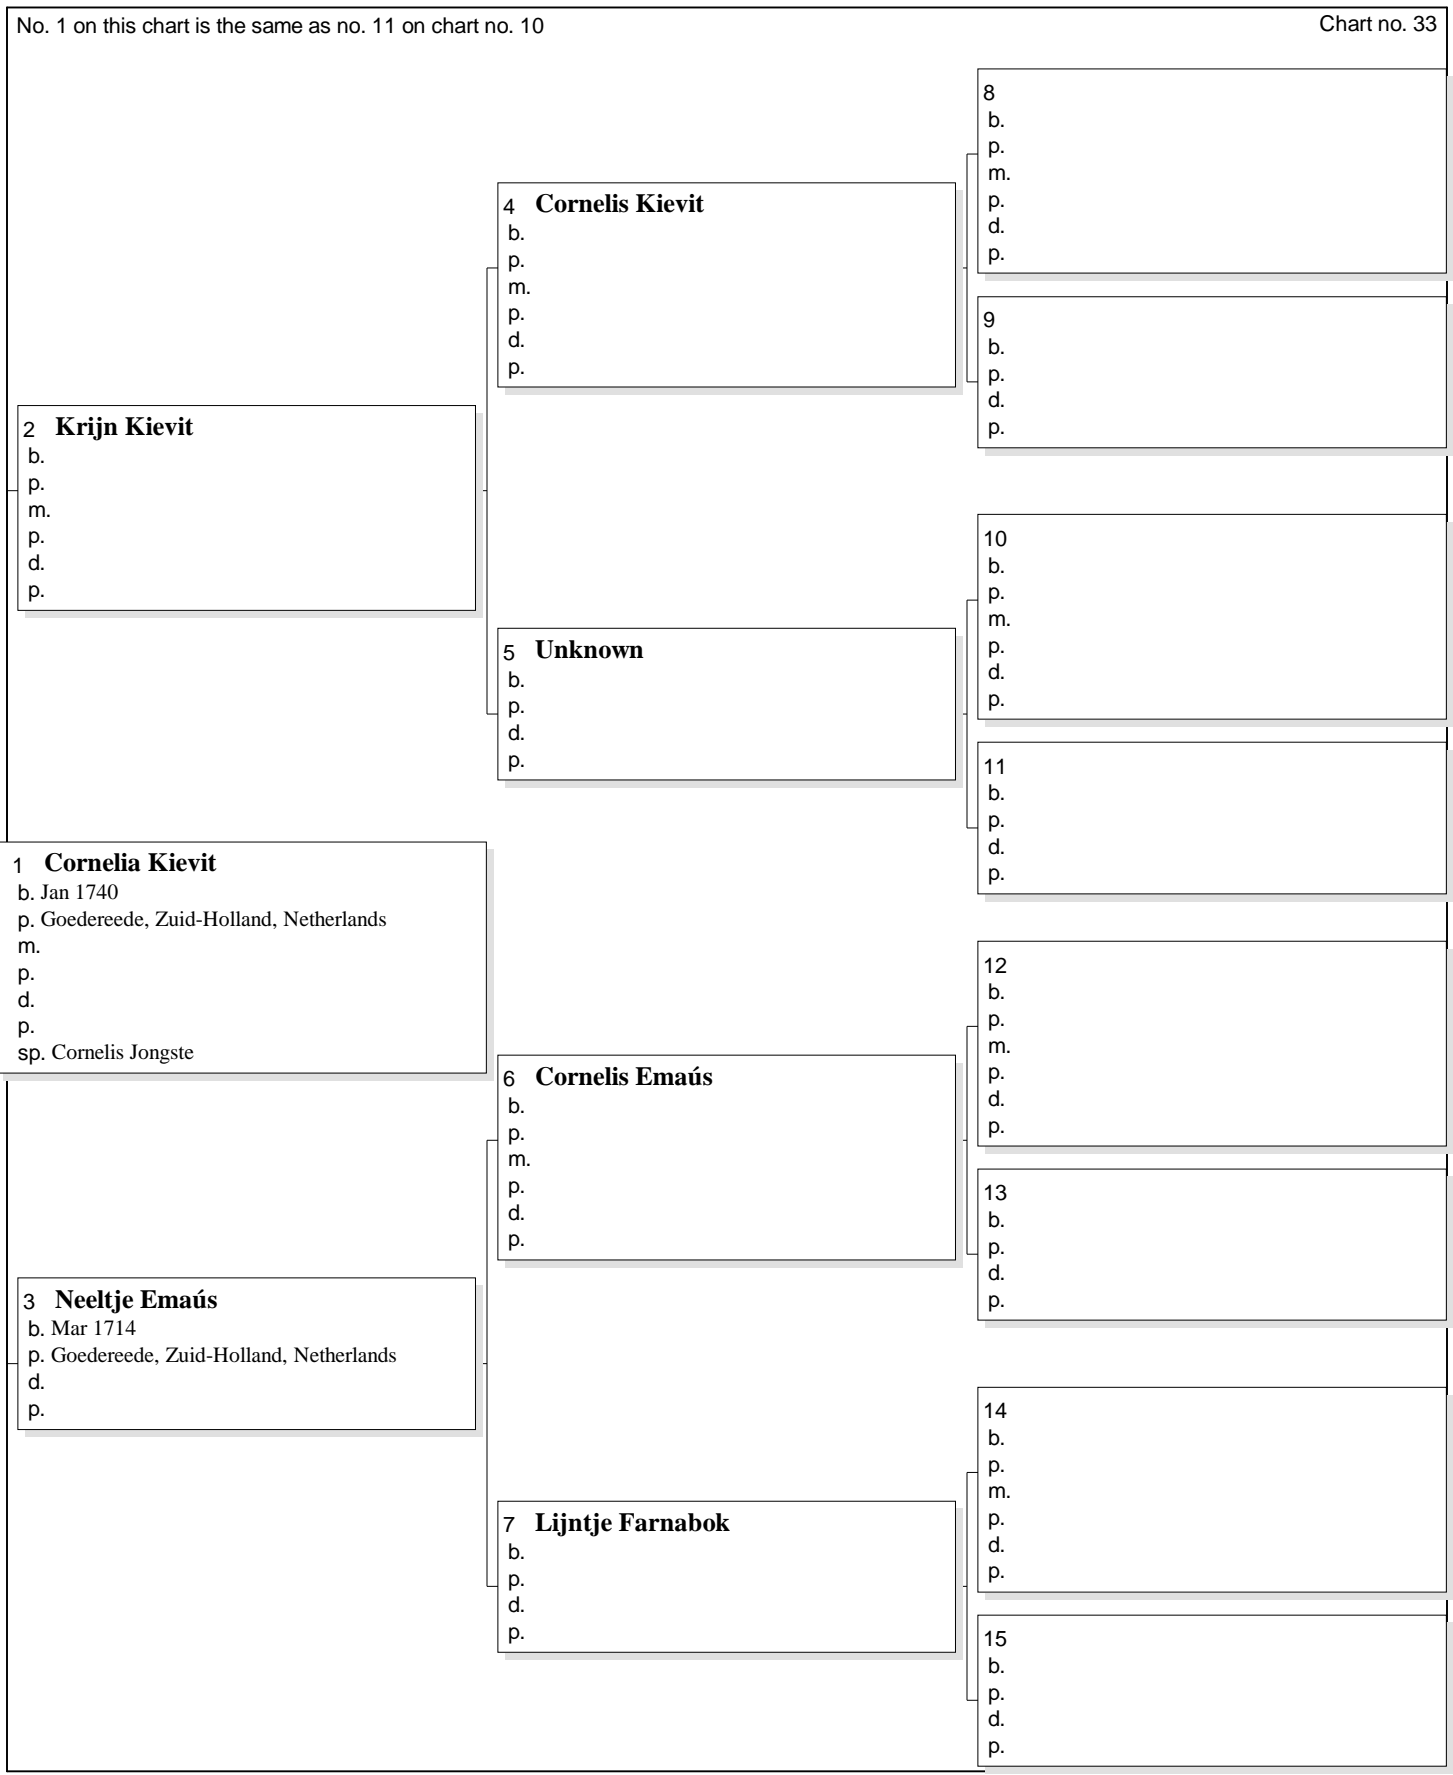 No. 1 on this chart is the same as no. 11 on chart no. 10
Chart no. 33
8
b.
p.
m.
p.
d.
p.
4 Cornelis Kievit
b.
p.
m.
p.
d.
p.
9
b.
p.
d.
p.
2 Krijn Kievit
b.
p.
m.
p.
d.
p.
10
b.
p.
m.
p.
d.
p.
5 Unknown
b.
p.
d.
p.
11
b.
p.
d.
p.
1 Cornelia Kievit
b. Jan 1740
p. Goedereede, Zuid-Holland, Netherlands
m.
p.
d.
p.
sp. Cornelis Jongste
12
b.
p.
m.
p.
d.
p.
6 Cornelis Emaús
b.
p.
m.
p.
d.
p.
13
b.
p.
d.
p.
3 Neeltje Emaús
b. Mar 1714
p. Goedereede, Zuid-Holland, Netherlands
d.
p.
14
b.
p.
m.
p.
d.
p.
7 Lijntje Farnabok
b.
p.
d.
p.
15
b.
p.
d.
p.